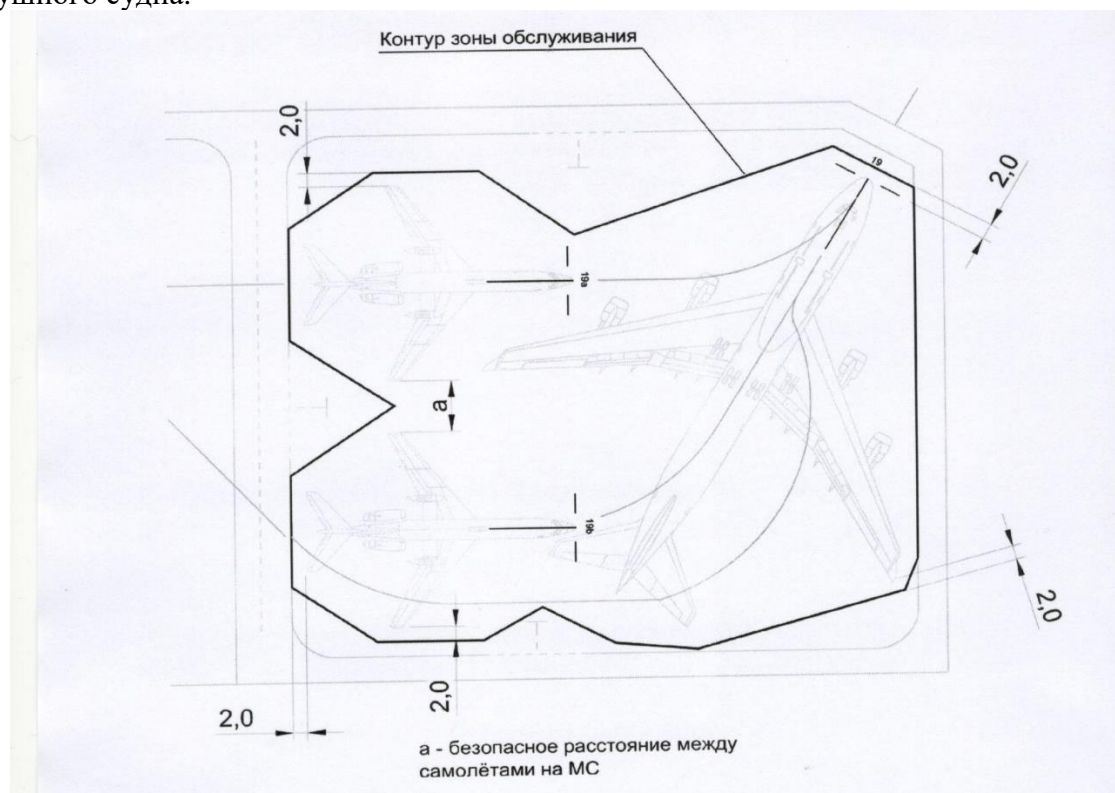 Контур зоны обслуживания
2,0
19
2,0
19а
а
19b
2,0
2,0
2,0
а - безопасное расстояние между
самолётами на МС